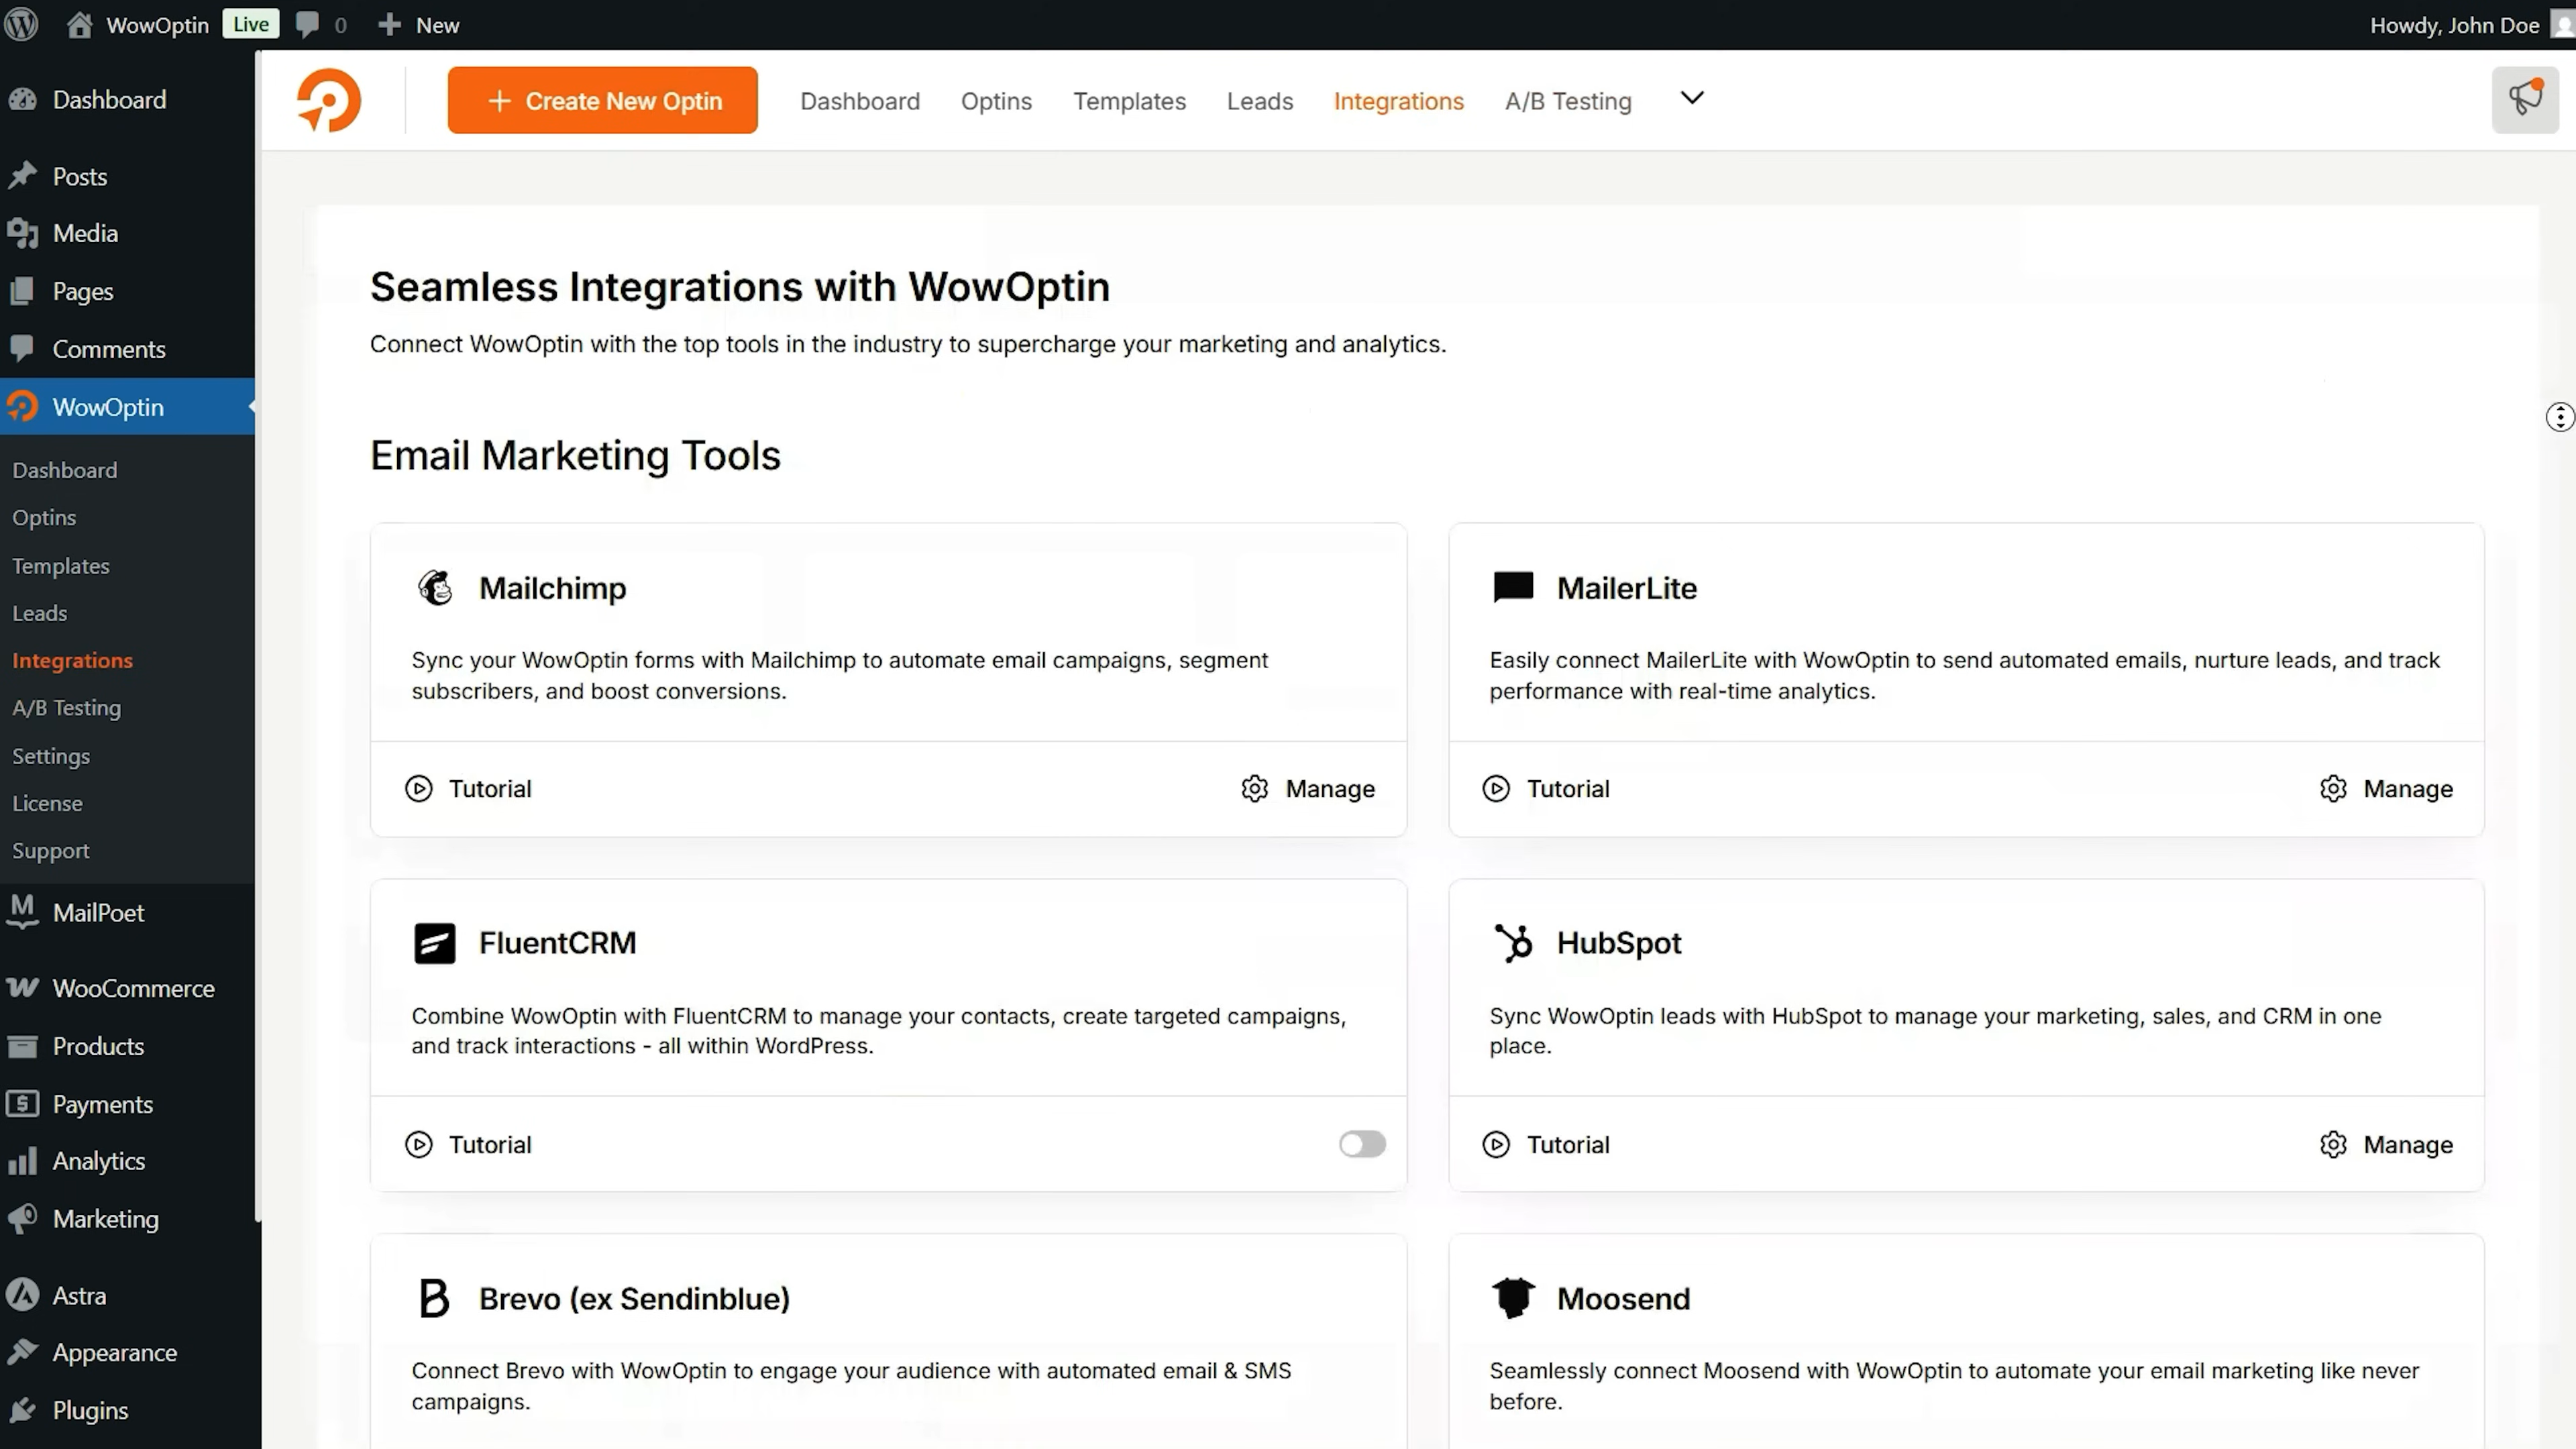 WowOptin Live 0 + New
Howdy, John Doe
Dashboard
Posts
Media
Pages
Comments
WowOptin
Dashboard
Optins
Templates
Leads
Integrations
A/B Testing
Settings
License
Support
MailPoet
WooCommerce
Products
Payments
Analytics
Marketing
Astra
Appearance
Plugins
+ Create New Optin
Dashboard
Optins
Templates
Leads
Integrations
A/B Testing
Seamless Integrations with WowOptin
Connect WowOptin with the top tools in the industry to supercharge your marketing and analytics.
Email Marketing Tools
Mailchimp
Sync your WowOptin forms with Mailchimp to automate email campaigns, segment
subscribers, and boost conversions.
Tutorial
Manage
MailerLite
Easily connect MailerLite with WowOptin to send automated emails, nurture leads, and track
performance with real-time analytics.
Tutorial
Manage
FluentCRM
Combine WowOptin with FluentCRM to manage your contacts, create targeted campaigns,
and track interactions - all within WordPress.
Tutorial
HubSpot
Sync WowOptin leads with HubSpot to manage your marketing, sales, and CRM in one
place.
Tutorial
Manage
Brevo (ex Sendinblue)
Connect Brevo with WowOptin to engage your audience with automated email & SMS
campaigns.
Moosend
Seamlessly connect Moosend with WowOptin to automate your email marketing like never
before.